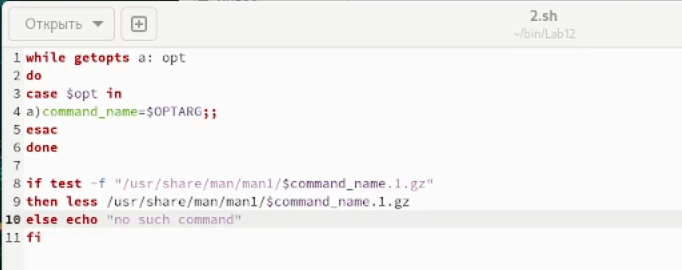 Открыть
2.sh
~/bin/Lab12
1 while getopts a: opt
2 do
3 case $opt in
4 a)command_name=$OPTARG;;
5 esac
6 done
7
8 if test -f "/usr/share/man/man1/$command_name.1.gz"
9 then less /usr/share/man/man1/$command_name.1.gz
10 else echo "no such command"
11 fi